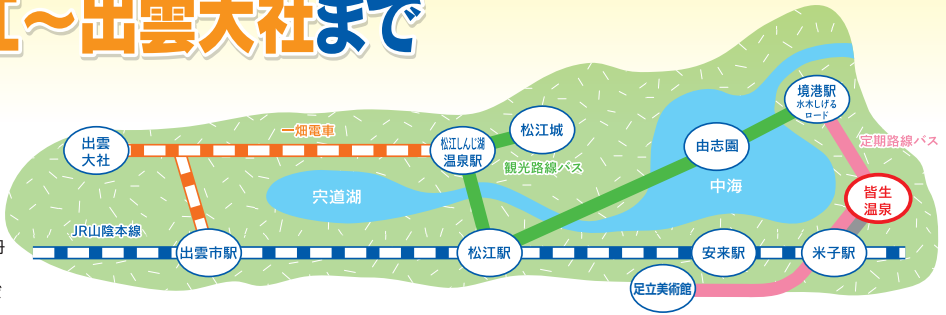 江～出雲大社まで
境港駅
水木しげる
ロード
定期路線バス
一畑電車
松江城
出雲
大社
松江しんじ湖
温泉駅
由志園
観光路線バス
中海
宍道湖
皆生
温泉
JR山陰本線
出雲市駅
松江駅
安来駅
米子駅
足立美術館